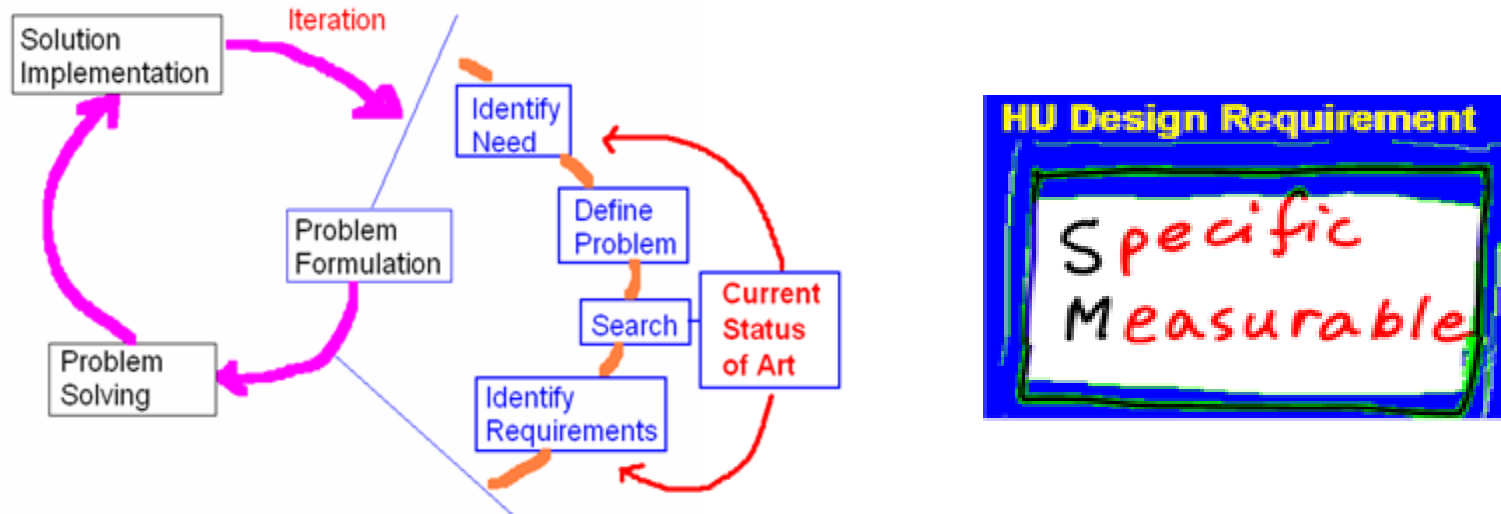 Iteration
Solution
Implementation
Identify
Need
Define
Problem
Problem
Formulation
Current
Status
of Art
Search
Problem
Solving
Identify
Requirements
HU Design Requirement
Specific
Measurable